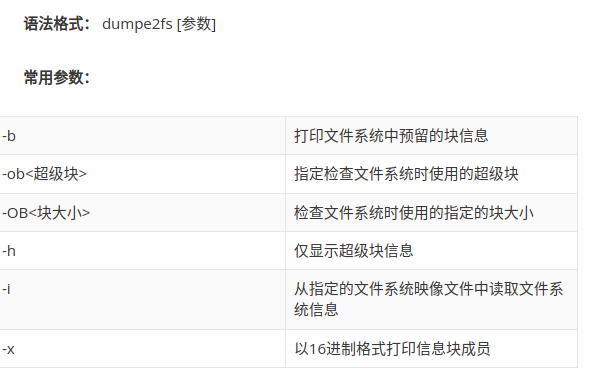 语法格式： dumpe2fs [参数]
常用参数：
-b 打印文件系统中预留的块信息
-ob<超级块> 指定检查文件系统时使用的超级块
-OB<块大小> 检查文件系统时使用的指定的块大小
-h 仅显示超级块信息
-i 从指定的文件系统映像文件中读取文件系
统信息
-x 以16进制格式打印信息块成员